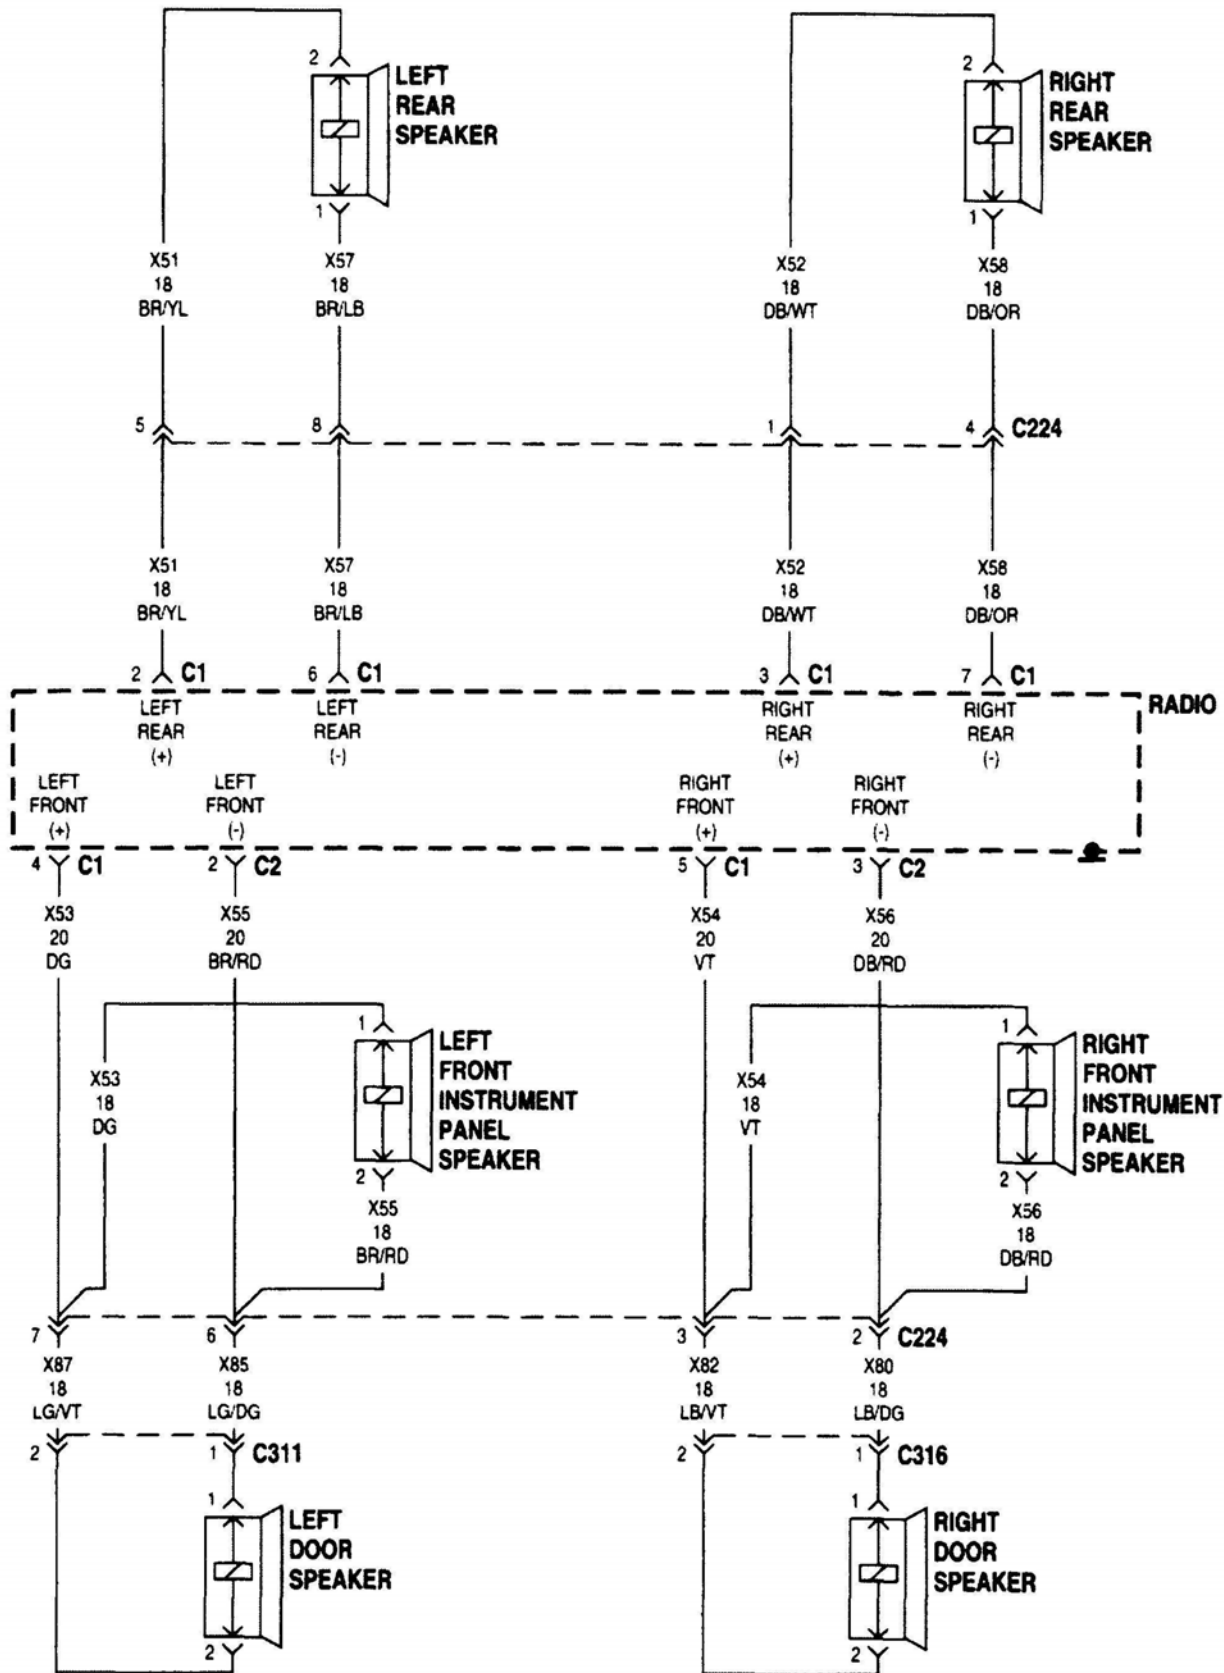 2
LEFT
REAR
SPEAKER
1
2
RIGHT
REAR
SPEAKER
1
X51
18
BR/YL
X57
18
BR/LB
X52
18
DB/WT
X58
18
DB/OR
5
8
1
4
C224
X51
18
BR/YL
X57
18
BR/LB
X52
18
DB/WT
X58
18
DB/OR
2 C1
6 C1
3 C1
7 C1
RADIO
LEFT
REAR
(+)
LEFT
REAR
(-)
RIGHT
REAR
(+)
RIGHT
REAR
(-)
LEFT
FRONT
(+)
LEFT
FRONT
(-)
RIGHT
FRONT
(+)
RIGHT
FRONT
(-)
4 C1
2 C2
5 C1
3 C2
X53
20
DG
X55
20
BR/RD
X54
20
VT
X56
20
DB/RD
X53
18
DG
1
LEFT
FRONT
INSTRUMENT
PANEL
SPEAKER
2
X55
18
BR/RD
X54
18
VT
1
RIGHT
FRONT
INSTRUMENT
PANEL
SPEAKER
2
X56
18
DB/RD
7
6
3
2
C224
X87
18
LG/VT
X85
18
LG/DG
X82
18
LB/VT
X80
18
LB/DG
2
1
C311
2
1
C316
1
LEFT
DOOR
SPEAKER
2
1
RIGHT
DOOR
SPEAKER
2